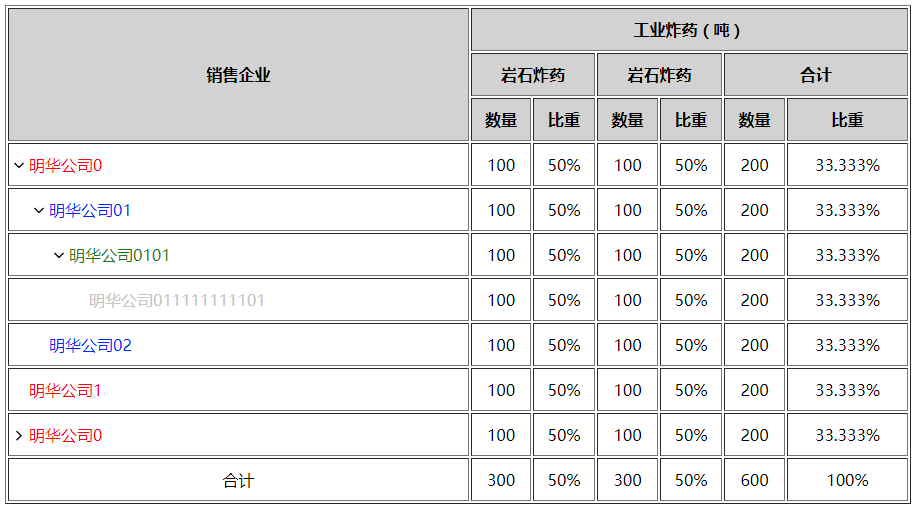 销售企业 工业炸药（吨）
岩石炸药 岩石炸药 合计
数量 比重 数量 比重 数量 比重
明华公司0 100 50% 100 50% 200 33.333%
明华公司01 100 50% 100 50% 200 33.333%
明华公司0101 100 50% 100 50% 200 33.333%
明华公司011111111101 100 50% 100 50% 200 33.333%
明华公司02 100 50% 100 50% 200 33.333%
明华公司1 100 50% 100 50% 200 33.333%
明华公司0 100 50% 100 50% 200 33.333%
合计 300 50% 300 50% 600 100%